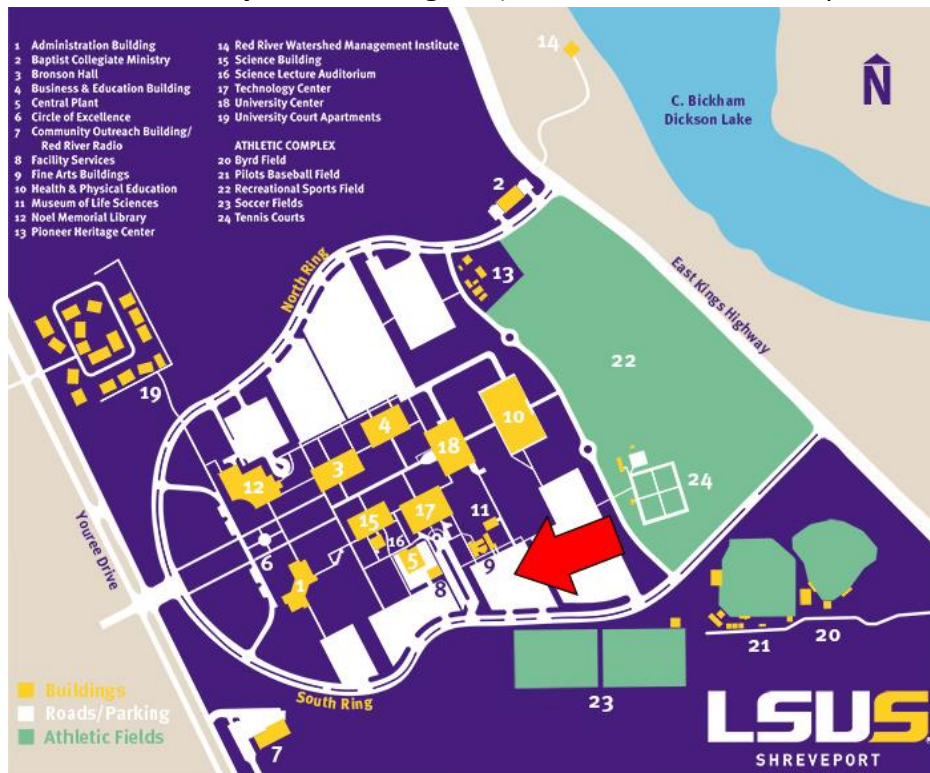 1 Administration Building
2 Baptist Collegiate Ministry
3 Bronson Hall
4 Business & Education Building
5 Central Plant
6 Circle of Excellence
7 Community Outreach Building/
Red River Radio
8 Facility Services
9 Fine Arts Buildings
10 Health & Physical Education
11 Museum of Life Sciences
12 Noel Memorial Library
13 Pioneer Heritage Center
14 Red River Watershed Management Institute
15 Science Building
16 Science Lecture Auditorium
17 Technology Center
18 University Center
19 University Court Apartments
ATHLETIC COMPLEX
20 Byrd Field
21 Pilots Baseball Field
22 Recreational Sports Field
23 Soccer Fields
24 Tennis Courts
14
N
C. Bickham
Dickson Lake
2
North Ring
13
East Kings Highway
22
19
4
10
18
3
12
24
17
11
15
16
Youree Drive
6
5
9
1
8
21
20
South Ring
23
7
Buildings
Roads/Parking
Athletic Fields
LSUS
SHREVEPORT